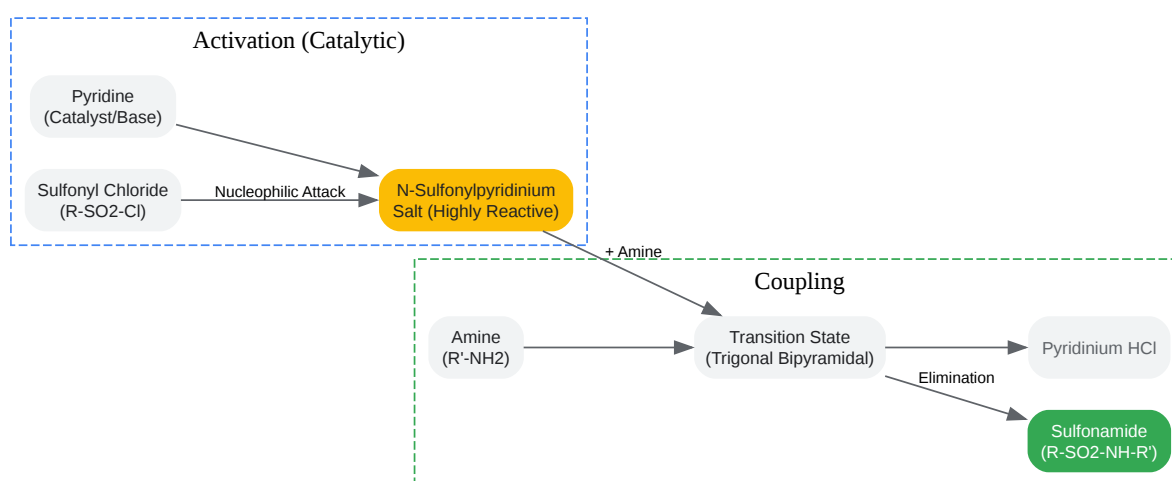 Activation (Catalytic)
Pyridine
(Catalyst/Base)
Sulfonyl Chloride
(R-SO2-Cl)
Nucleophilic Attack
N-Sulfonylpyridinium
Salt (Highly Reactive)
+ Amine
Coupling
Amine
(R'-NH2)
Transition State
(Trigonal Bipyramidal)
Pyridinium HCl
Elimination
Sulfonamide
(R-SO2-NH-R')